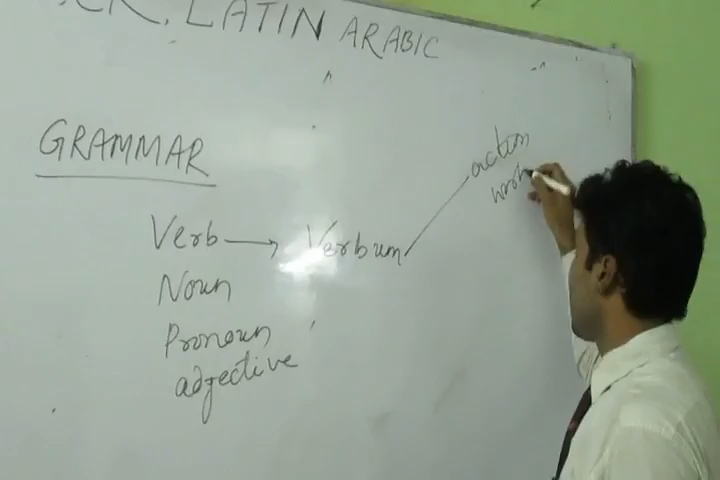 LATIN ARABIC
GRAMMAR
Verb → Verbum
action
Noun
Pronoun
adjective